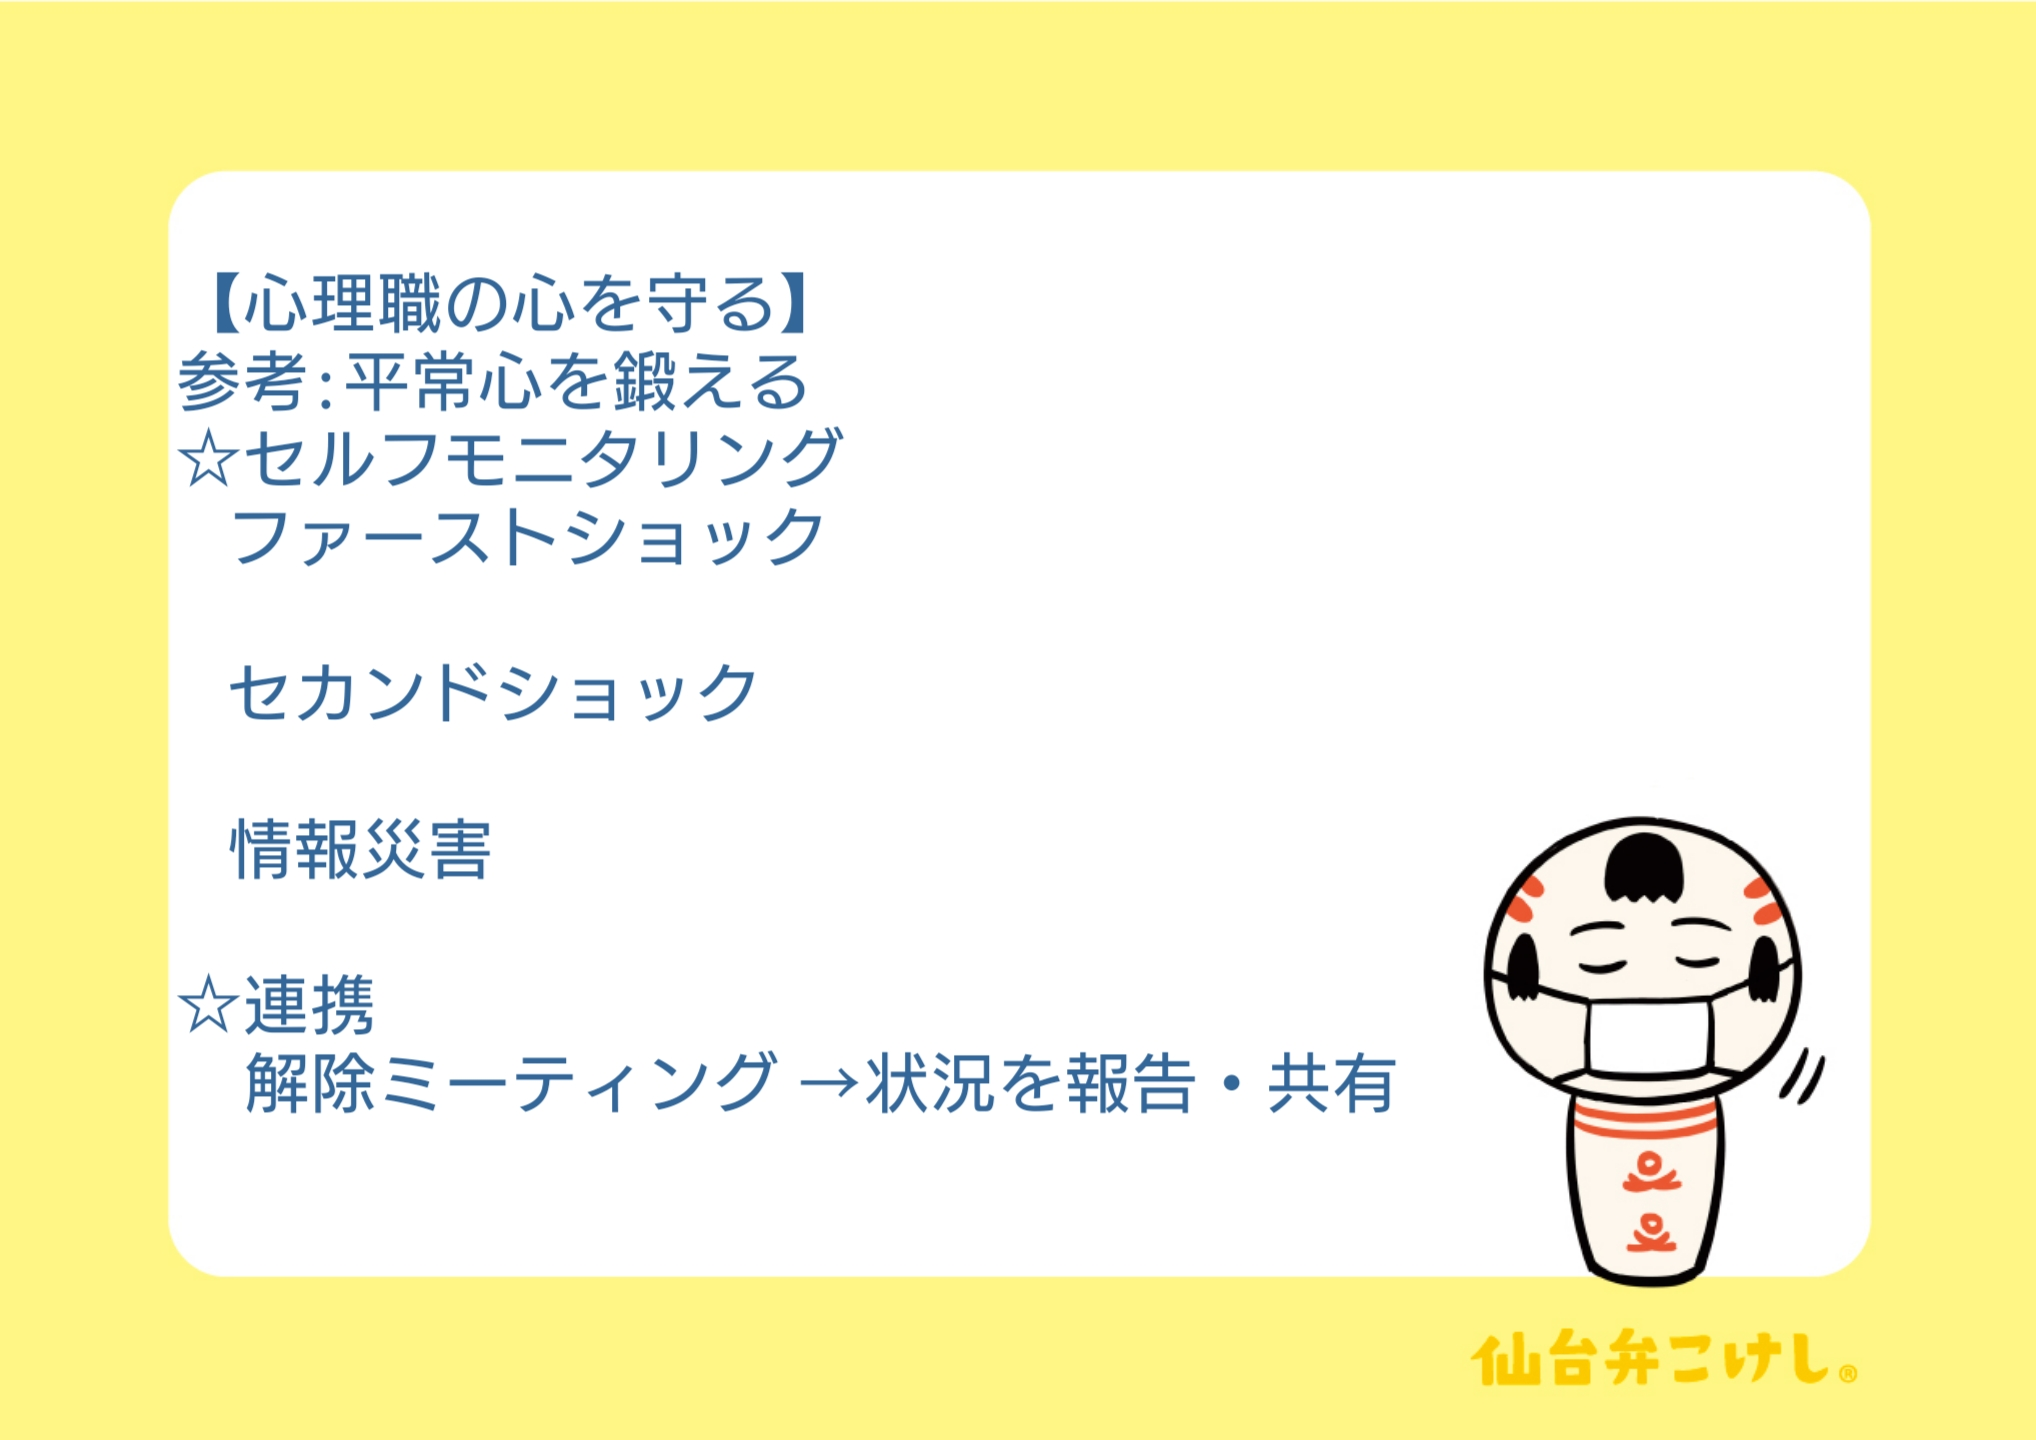 【心理職の心を守る】
参考:平常心を鍛える
☆セルフモニタリング
ファーストショック
セカンドショック
情報災害
☆連携
解除ミーティング →状況を報告・共有
仙台弁こけし®